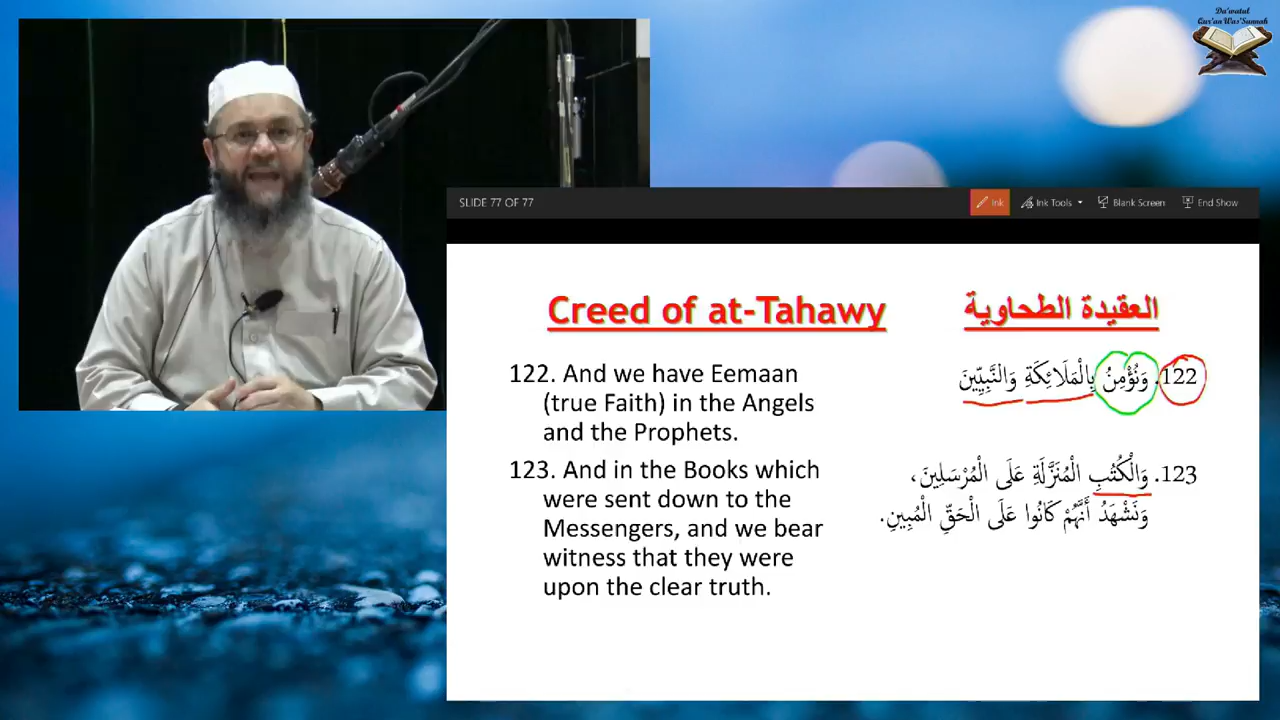 Da'watul
Qur'an Was'Sunnah
SLIDE 77 OF 77
Ink
Ink Tools
Blank Screen
End Show
Creed of at-Tahawy
العقيدة الطحاوية
122. And we have Eemaan
(true Faith) in the Angels
and the Prophets.
122. وَنُؤْمِنُ بِالْمَلَائِكَةِ وَالنَّبِيِّينَ
123. And in the Books which
were sent down to the
Messengers, and we bear
witness that they were
upon the clear truth.
123. وَالْكُتُبِ الْمُنَزَّلَةِ عَلَى الْمُرْسَلِينَ،
وَنَشْهَدُ أَنَّهُمْ كَانُوا عَلَى الْحَقِّ الْمُبِينِ.